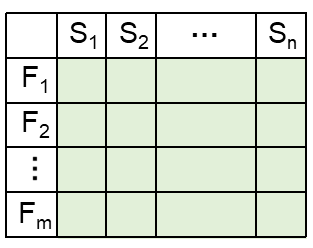 S₁ S₂ ... Sₙ
F₁
F₂
⋮
Fₘ